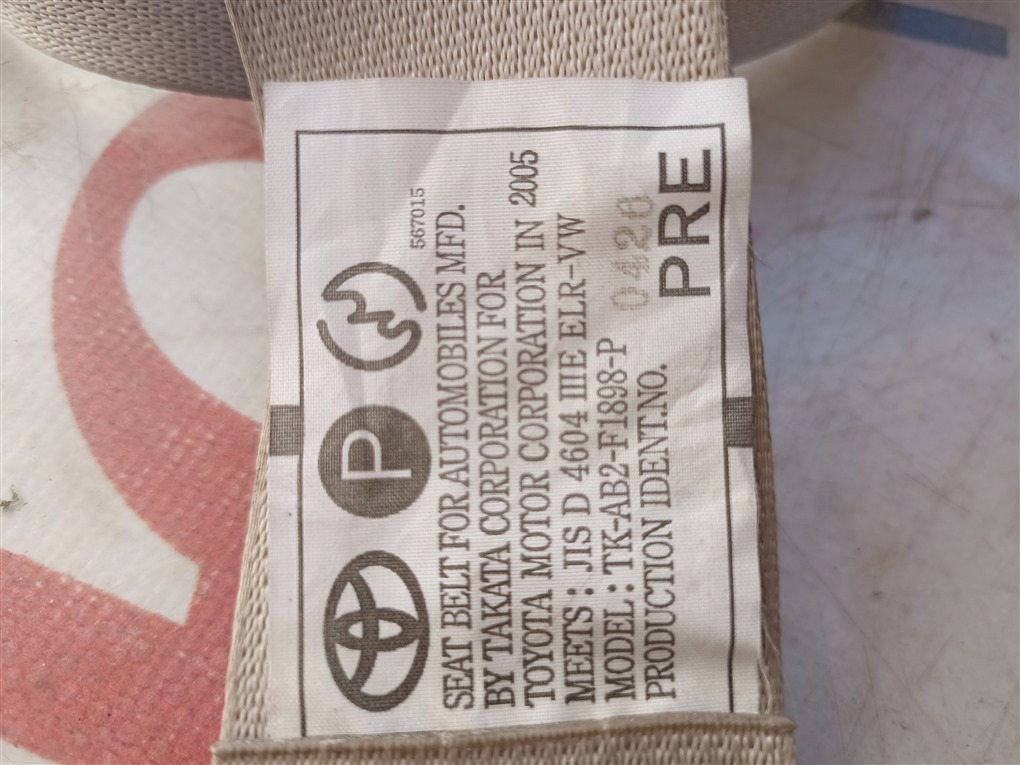 P
567015
SEAT BELT FOR AUTOMOBILES MFD.
BY TAKATA CORPORATION FOR
TOYOTA MOTOR CORPORATION IN 2005
MEETS : JIS D 4604 IIIE ELR-VW
MODEL : TK-AB2-F1898-P
PRODUCTION IDENT.NO.
PRE